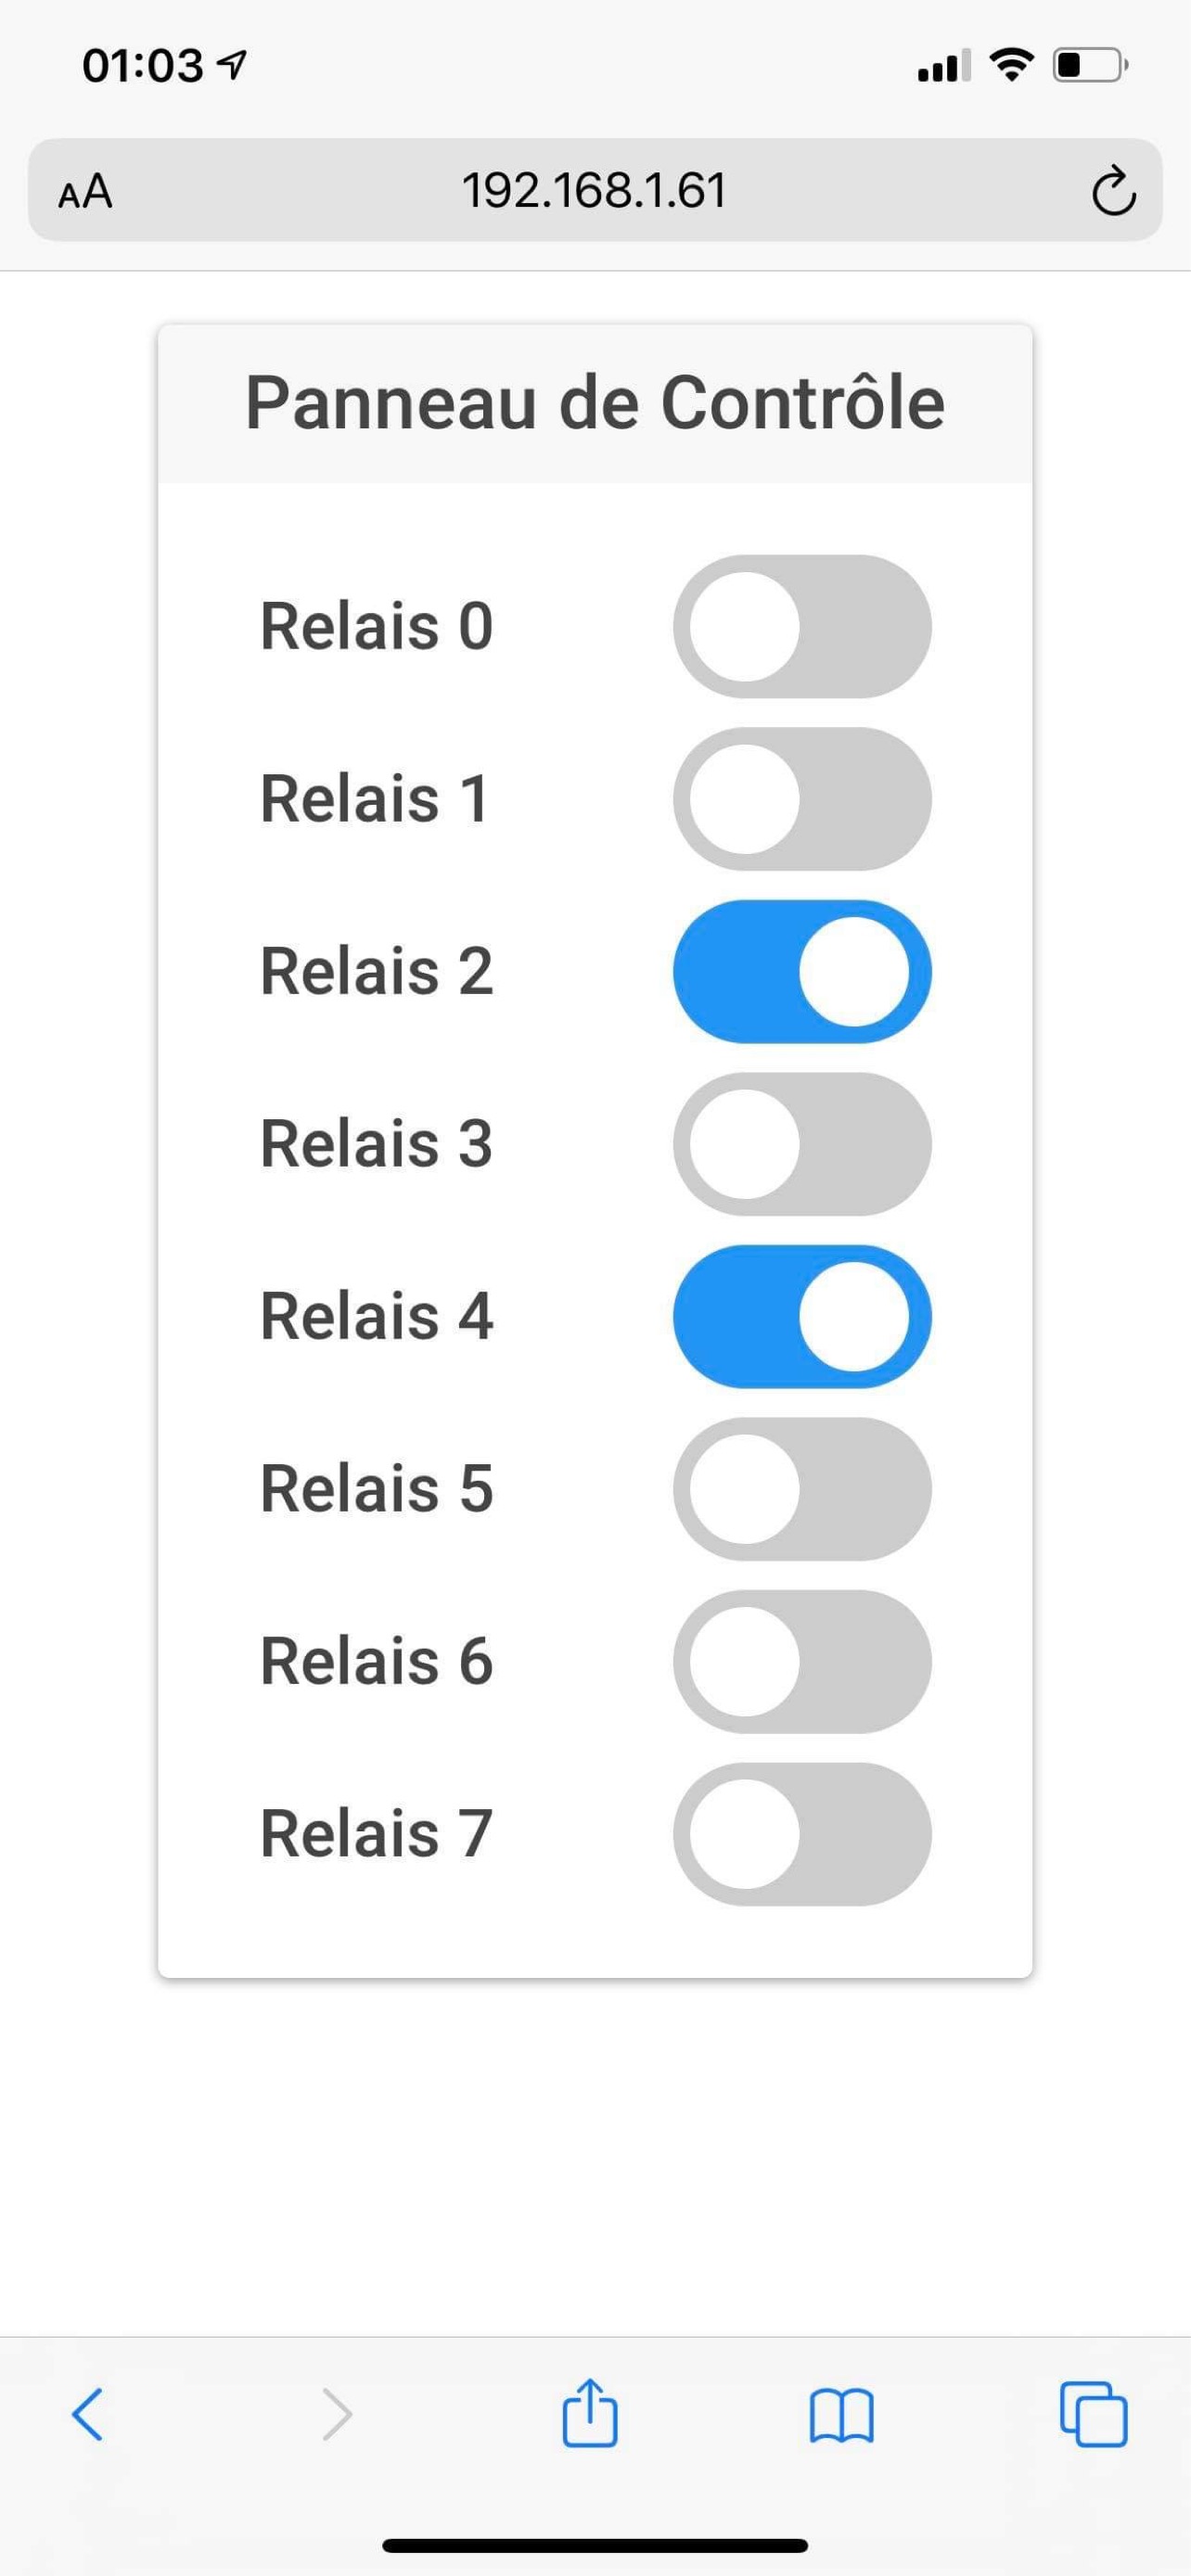 01:03
AA 192.168.1.61
Panneau de Contrôle
Relais 0
Relais 1
Relais 2
Relais 3
Relais 4
Relais 5
Relais 6
Relais 7